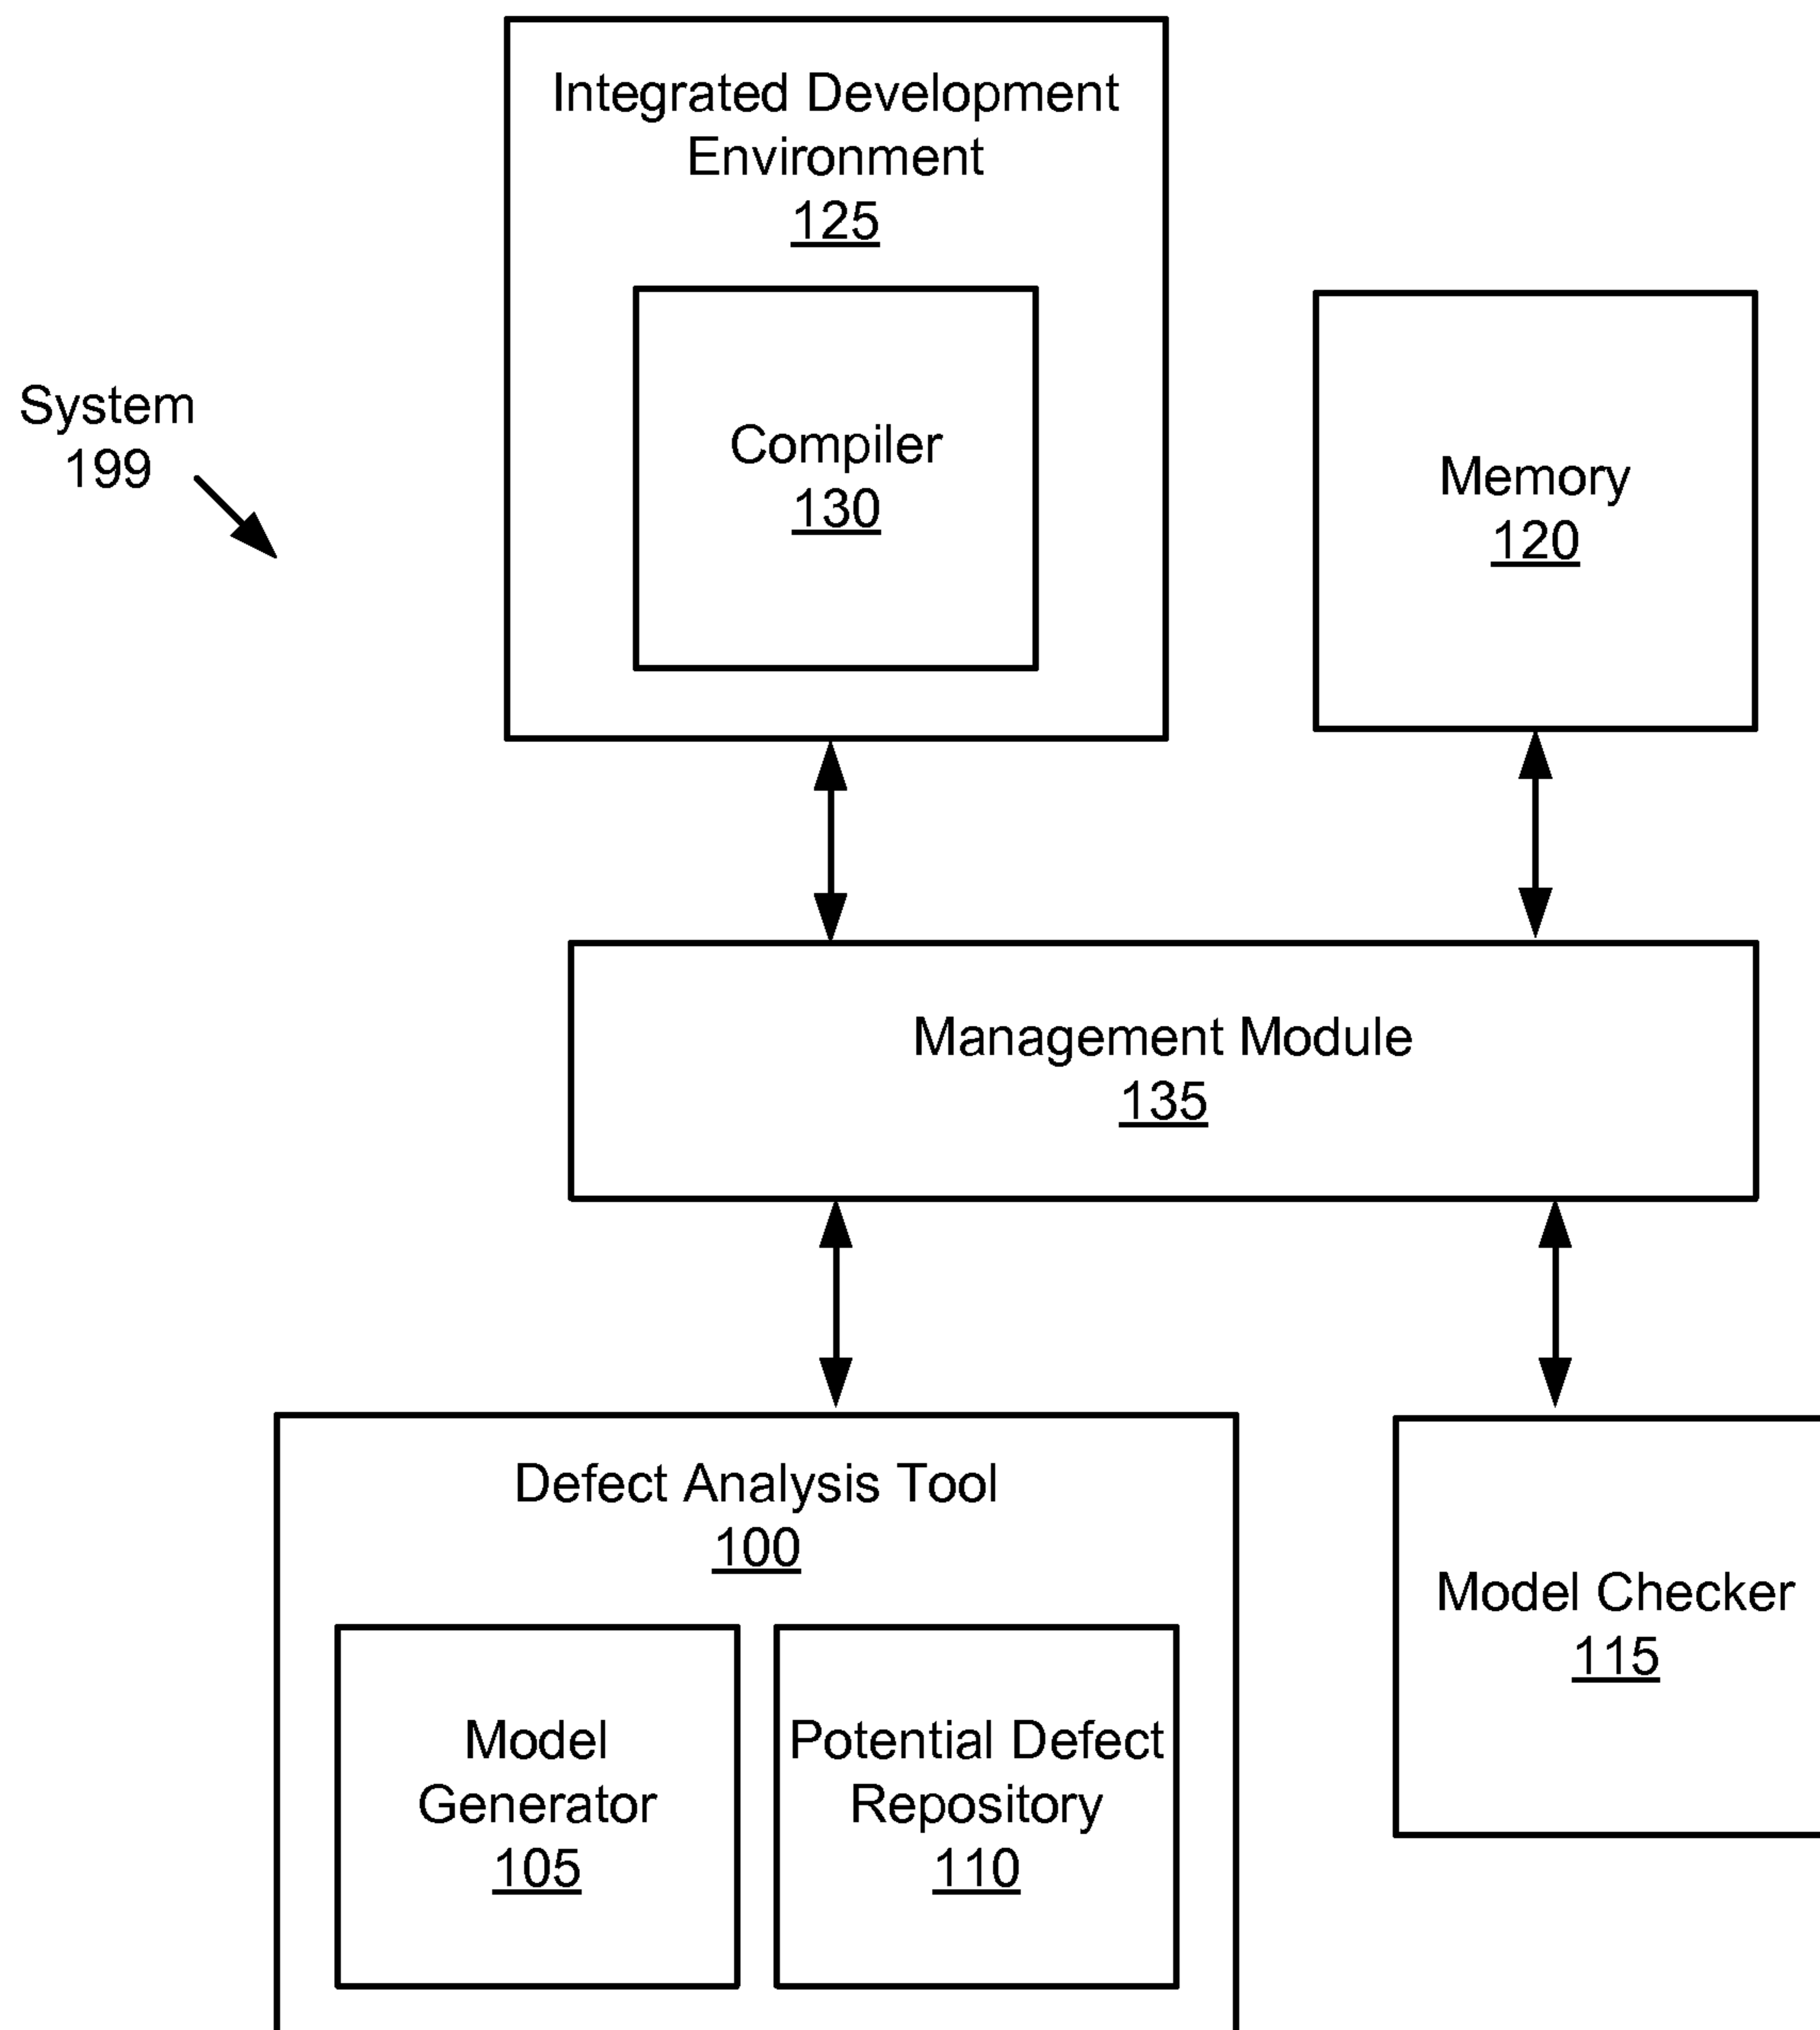 Integrated Development
Environment
125
Compiler
130
System
199
Memory
120
Management Module
135
Defect Analysis Tool
100
Model
Generator
105
Potential Defect
Repository
110
Model Checker
115